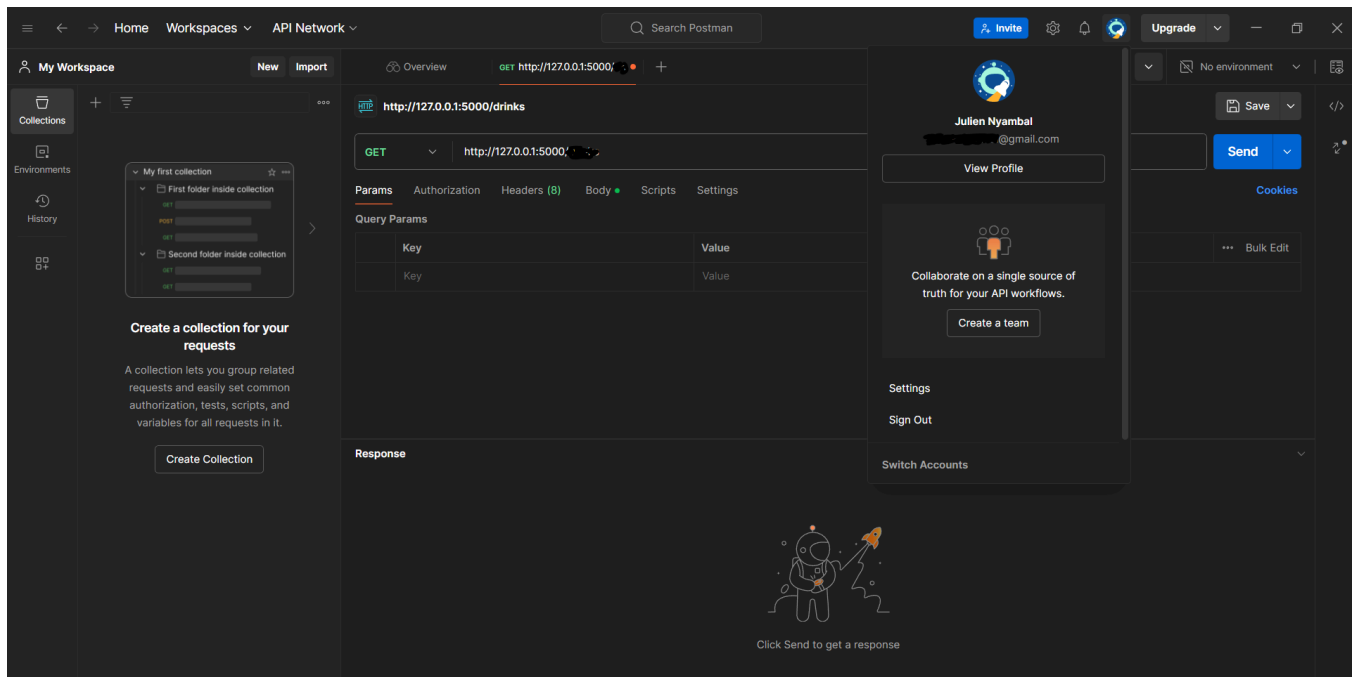 Home Workspaces API Network Search Postman Invite Upgrade
My Workspace New Import Overview GET http://127.0.0.1:5000/ No environment
Collections
Environments
History
My first collection
First folder inside collection
GET
POST
GET
Second folder inside collection
GET
GET
Create a collection for your
requests
A collection lets you group related
requests and easily set common
authorization, tests, scripts, and
variables for all requests in it.
Create Collection
HTTP http://127.0.0.1:5000/drinks Save </>
GET http://127.0.0.1:5000/ Send
Params Authorization Headers (8) Body Scripts Settings Cookies
Query Params
Key Value Bulk Edit
Key Value
Response
Click Send to get a response
Julien Nyambal
@gmail.com
View Profile
Collaborate on a single source of
truth for your API workflows.
Create a team
Settings
Sign Out
Switch Accounts